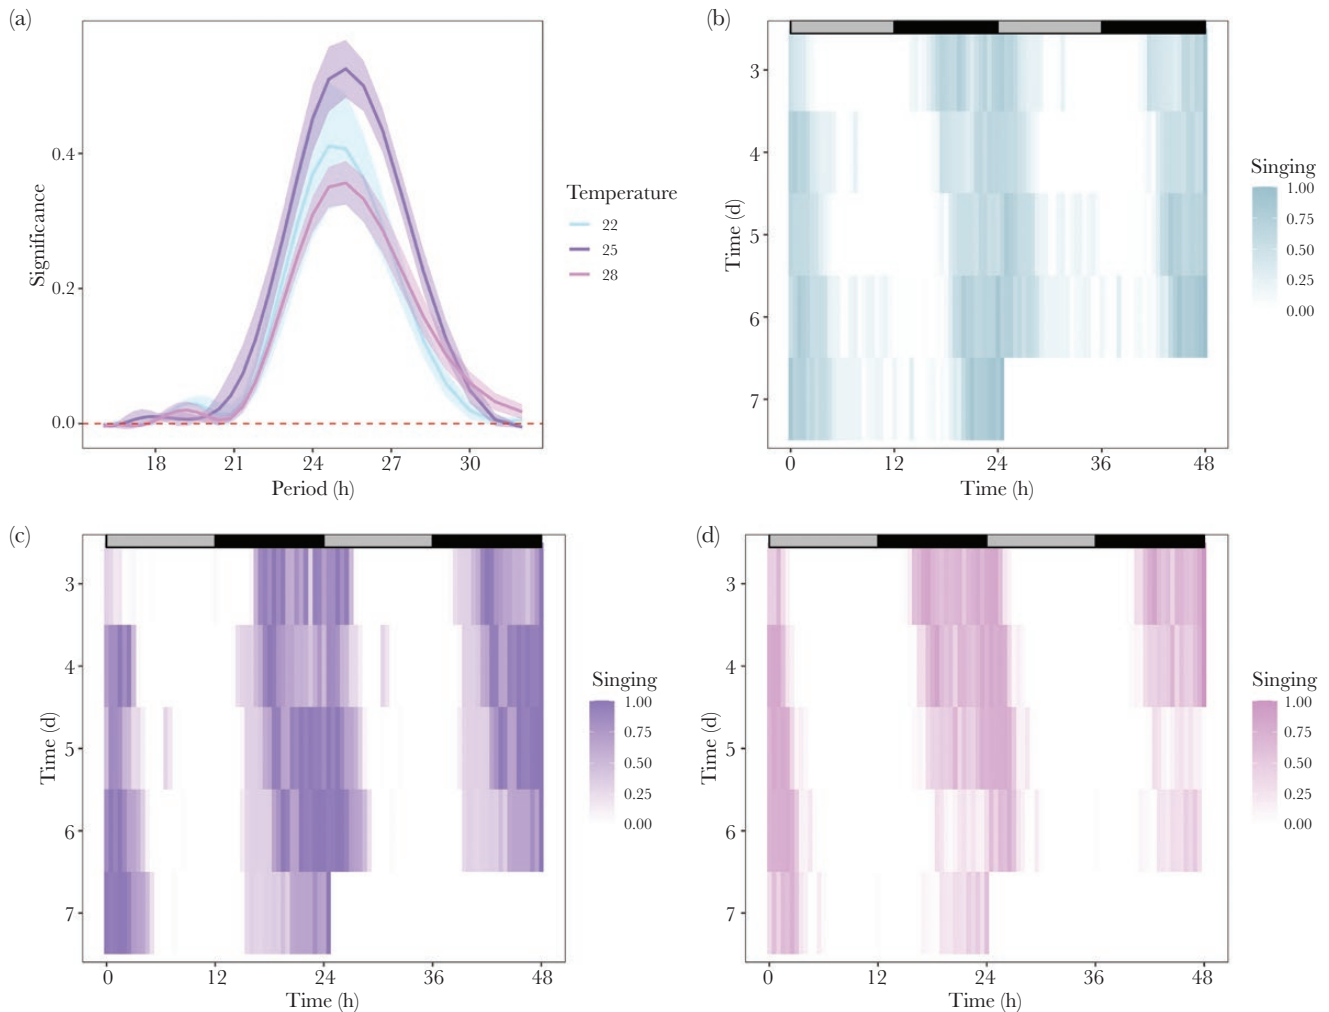 (a)
Significance
0.4
0.2
0.0
18 21 24 27 30
Period (h)
Temperature
22
25
28
(b)
Time (d)
3
4
5
6
7
0 12 24 36 48
Time (h)
Singing
1.00
0.75
0.50
0.25
0.00
(c)
Time (d)
3
4
5
6
7
0 12 24 36 48
Time (h)
Singing
1.00
0.75
0.50
0.25
0.00
(d)
Time (d)
3
4
5
6
7
0 12 24 36 48
Time (h)
Singing
1.00
0.75
0.50
0.25
0.00